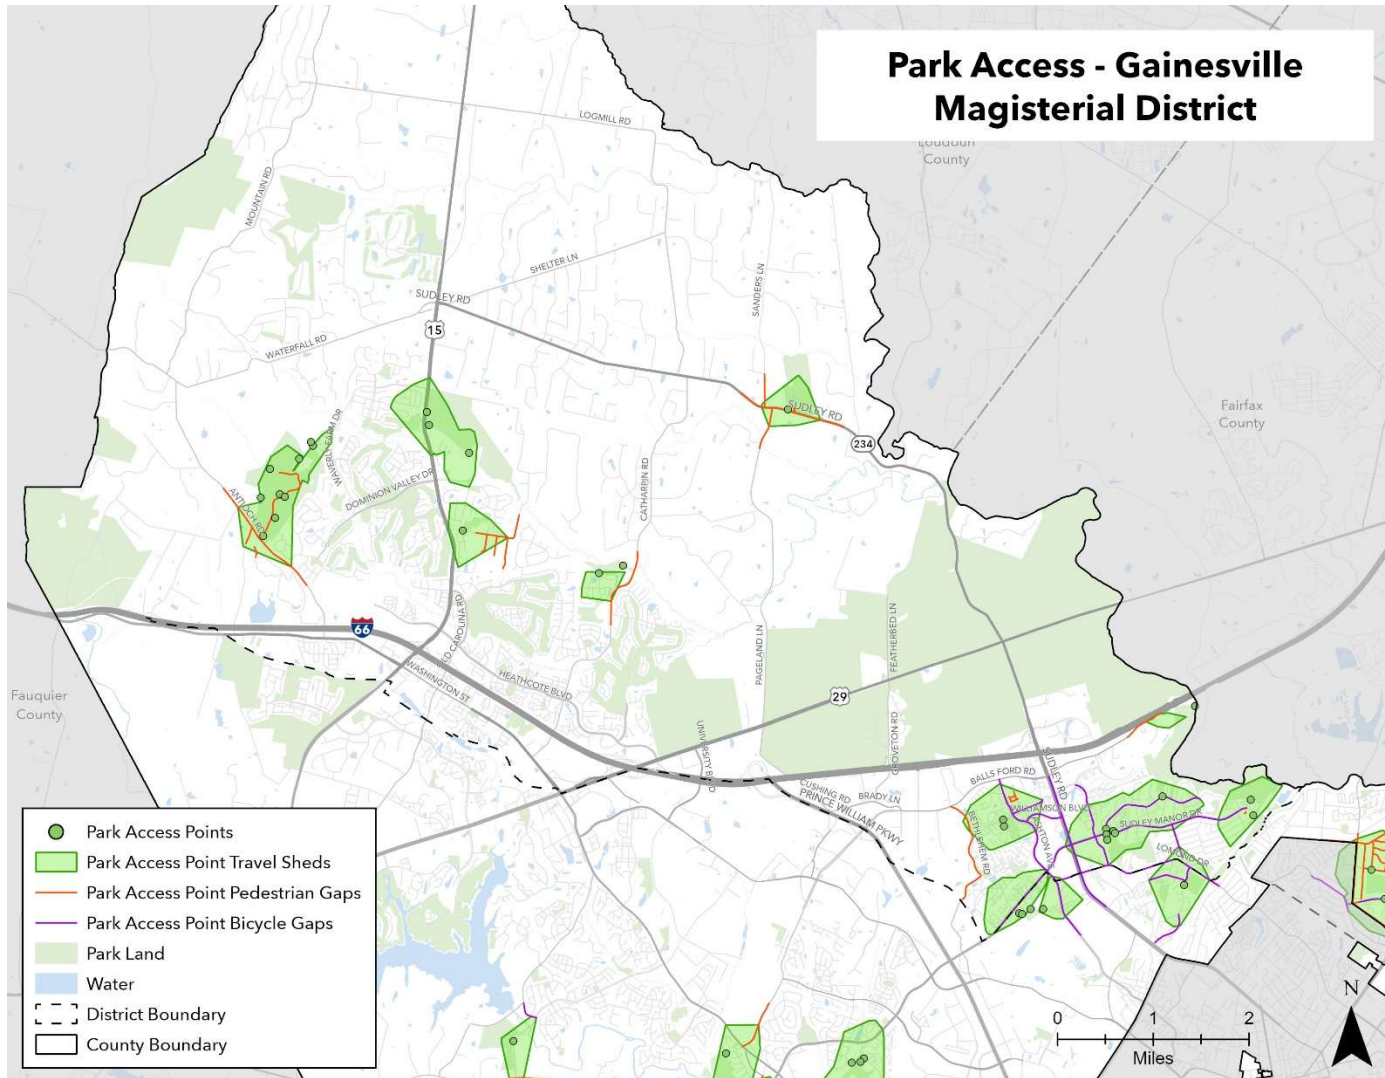 Park Access - Gainesville
Magisterial District
Loudoun
County
LOGMILL RD
MOUNTAIN RD
SHELTER LN
SANDERS LN
SUDLEY RD
15
WATERFALL RD
SUDLEY RD
234
Fairfax
County
WAVERLY FARM DR
DOMINION VALLEY DR
ANTIOCH RD
CATHARPIN RD
66
OLD CAROLINA RD
WASHINGTON ST
HEATHCOTE BLVD
PAGELAND LN
FEATHERBED LN
29
Fauquier
County
UNIVERSITY BLVD
GROVETON RD
SUDLEY RD
BALLS FORD RD
CUSHING RD
BRADY LN
PRINCE WILLIAM PKWY
WILLIAMSON BLVD
BETHLEHEM RD
ASHTON AVE
SUDLEY MANOR DR
LOMOND DR
Park Access Points
Park Access Point Travel Sheds
Park Access Point Pedestrian Gaps
Park Access Point Bicycle Gaps
Park Land
Water
District Boundary
County Boundary
N
0 1 2
Miles